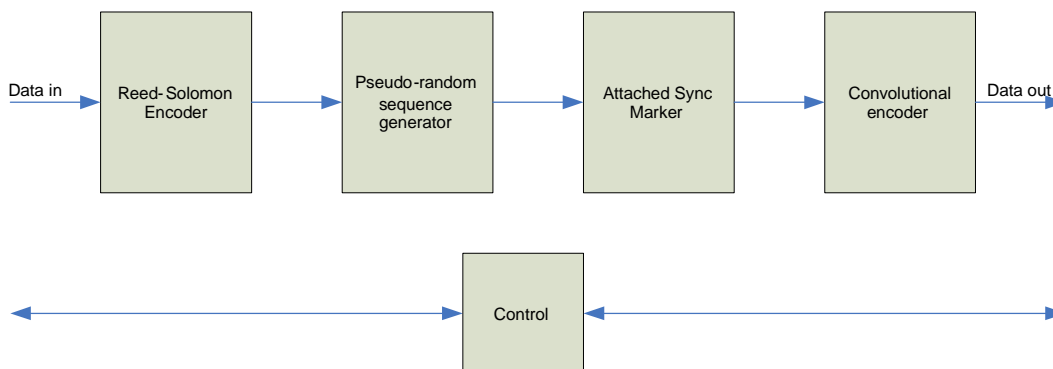 Data in
Reed-Solomon
Encoder
Pseudo-random
sequence
generator
Attached Sync
Marker
Convolutional
encoder
Data out
Control